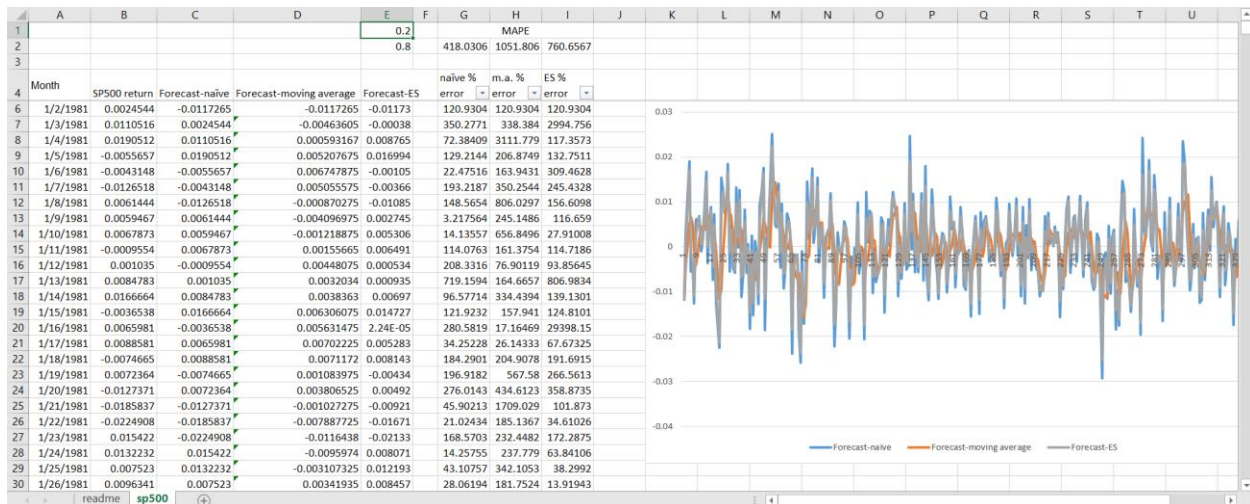 A B C D E F G H I J K L M N O P Q R S T U
1 0.2 MAPE
2 0.8 418.0306 1051.806 760.6567
3
4 Month SP500 return Forecast-naïve Forecast-moving average Forecast-ES naïve % error m.a. % error ES % error
6 1/2/1981 0.0024544 -0.0117265 -0.0117265 -0.01173 120.9304 120.9304 120.9304
7 1/3/1981 0.0110516 0.0024544 -0.00463605 -0.00038 350.2771 338.384 2994.756
8 1/4/1981 0.0190512 0.0110516 0.000593167 0.008765 72.38409 3111.779 117.3573
9 1/5/1981 -0.0055657 0.0190512 0.005207675 0.016994 129.2144 206.8749 132.7511
10 1/6/1981 -0.0043148 -0.0055657 0.006747875 -0.00105 22.47516 163.9431 309.4628
11 1/7/1981 -0.0126518 -0.0043148 0.005055575 -0.00366 193.2187 350.2544 245.4328
12 1/8/1981 0.0061444 -0.0126518 -0.000870275 -0.01085 148.5654 806.0297 156.6098
13 1/9/1981 0.0059467 0.0061444 -0.004096975 0.002745 3.217564 245.1486 116.659
14 1/10/1981 0.0067873 0.0059467 -0.001218875 0.005306 14.13557 656.8496 27.91008
15 1/11/1981 -0.0009554 0.0067873 0.00155665 0.006491 114.0763 161.3754 114.7186
16 1/12/1981 0.001035 -0.0009554 0.00448075 0.000534 208.3316 76.90119 93.85645
17 1/13/1981 0.0084783 0.001035 0.0032034 0.000935 719.1594 164.6657 806.9834
18 1/14/1981 0.0166664 0.0084783 0.0038363 0.00697 96.57714 334.4394 139.1301
19 1/15/1981 -0.0036538 0.0166664 0.006306075 0.014727 121.9232 157.941 124.8101
20 1/16/1981 0.0065981 -0.0036538 0.005631475 2.24E-05 280.5819 17.16469 29398.15
21 1/17/1981 0.0088581 0.0065981 0.00702225 0.005283 34.25228 26.14333 67.67325
22 1/18/1981 -0.0074665 0.0088581 0.0071172 0.008143 184.2901 204.9078 191.6915
23 1/19/1981 0.0072364 -0.0074665 0.001083975 -0.00434 196.9182 567.58 266.5613
24 1/20/1981 -0.0127371 0.0072364 0.003806525 0.00492 276.0143 434.6123 358.8735
25 1/21/1981 -0.0185837 -0.0127371 -0.001027275 -0.00921 45.90213 1709.029 101.873
26 1/22/1981 -0.0224908 -0.0185837 -0.007887725 -0.01671 21.02434 185.1367 34.61026
27 1/23/1981 0.015422 -0.0224908 -0.0116438 -0.02133 168.5703 232.4482 172.2875
28 1/24/1981 0.0132232 0.015422 -0.0095974 0.008071 14.25755 237.779 63.84106
29 1/25/1981 0.007523 0.0132232 -0.003107325 0.012193 43.10757 342.1053 38.2992
30 1/26/1981 0.0096341 0.007523 0.00341935 0.008457 28.06194 181.7524 13.91943
0.03
0.02
0.01
0
-0.01
-0.02
-0.03
-0.04
Forecast-naive Forecast-moving average Forecast-ES
readme sp500